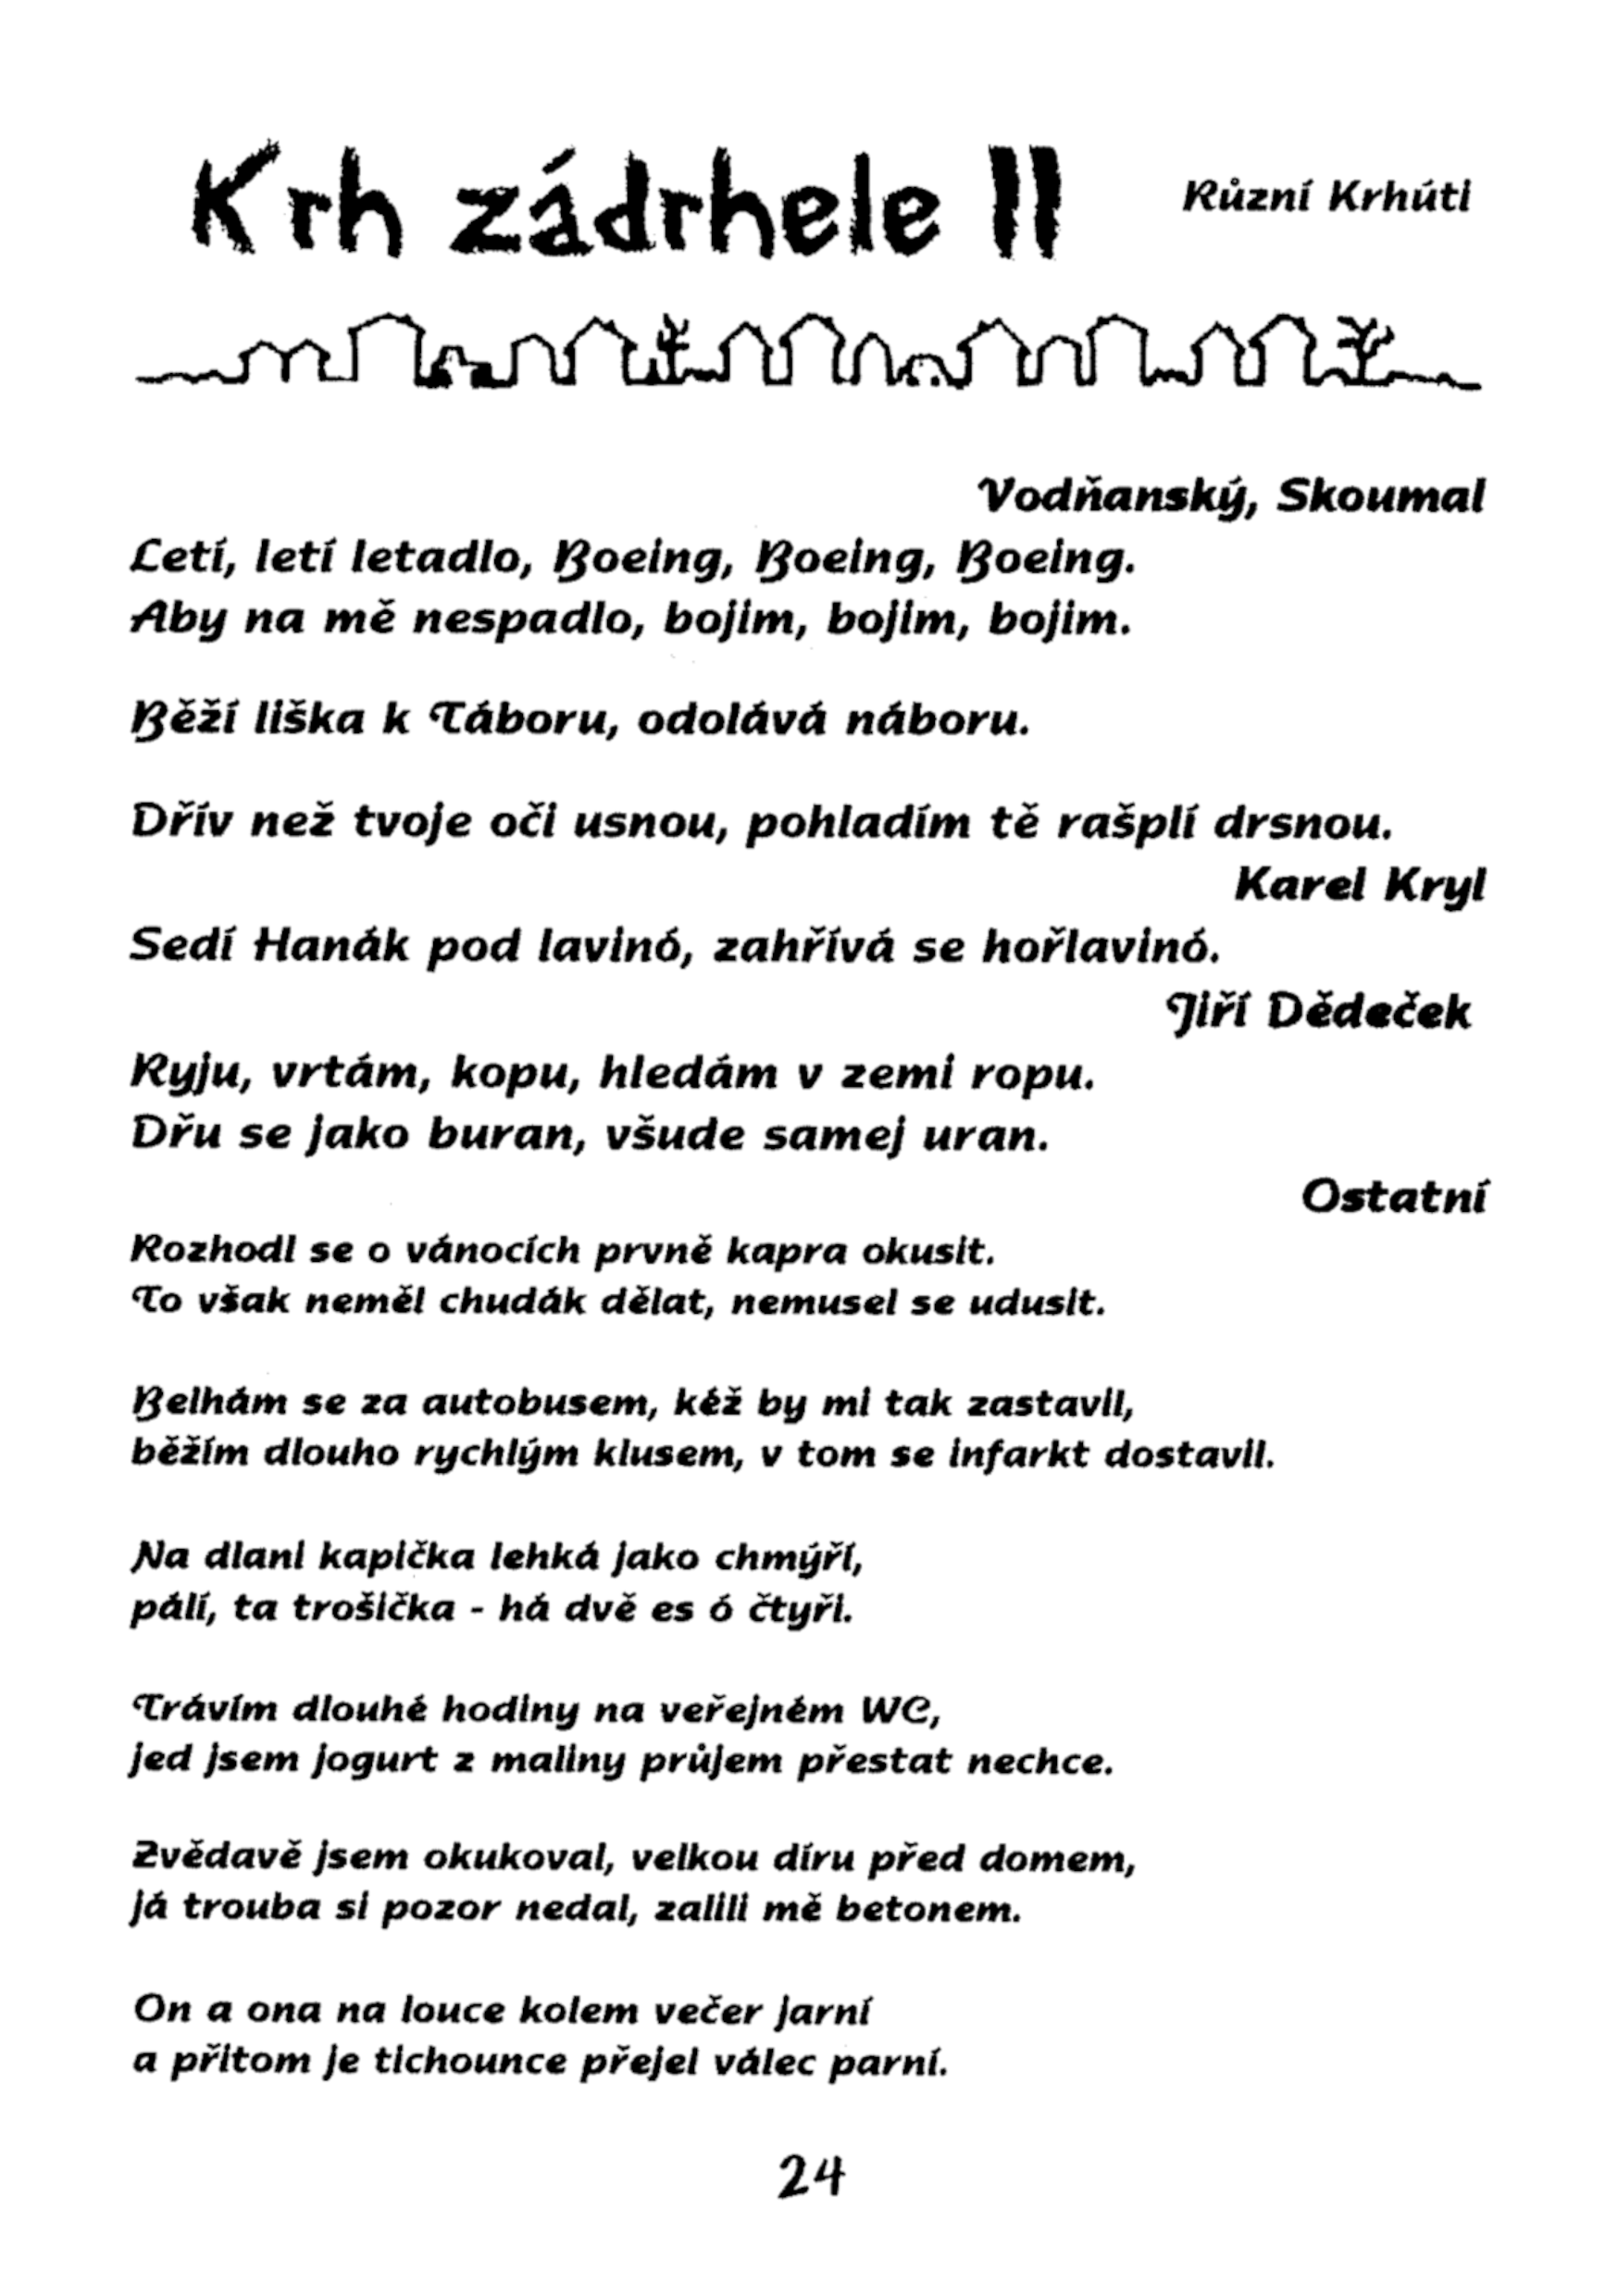 Krh zádrhele II
Různí Krhúti
Vodňanský, Skoumal
Letí, letí letadlo, Boeing, Boeing, Boeing.
Aby na mě nespadlo, bojim, bojim, bojim.
Běží liška k Táboru, odolává náboru.
Dřív než tvoje oči usnou, pohladím tě rašplí drsnou.
Karel Kryl
Sedí Hanák pod lavinó, zahřívá se hořlavinó.
Jiří Dědeček
Ryju, vrtám, kopu, hledám v zemi ropu.
Dřu se jako buran, všude samej uran.
Ostatní
Rozhodl se o vánocích prvně kapra okusit.
To však neměl chudák dělat, nemusel se udusit.
Belhám se za autobusem, kéž by mi tak zastavil,
běžím dlouho rychlým klusem, v tom se infarkt dostavil.
Na dlani kapička lehká jako chmýří,
pálí, ta trošička - há dvě es ó čtyři.
Trávím dlouhé hodiny na veřejném WC,
jed jsem jogurt z maliny průjem přestat nechce.
Zvědavě jsem okukoval, velkou díru před domem,
já trouba si pozor nedal, zalili mě betonem.
On a ona na louce kolem večer jarní
a přitom je tichounce přejel válec parní.
24